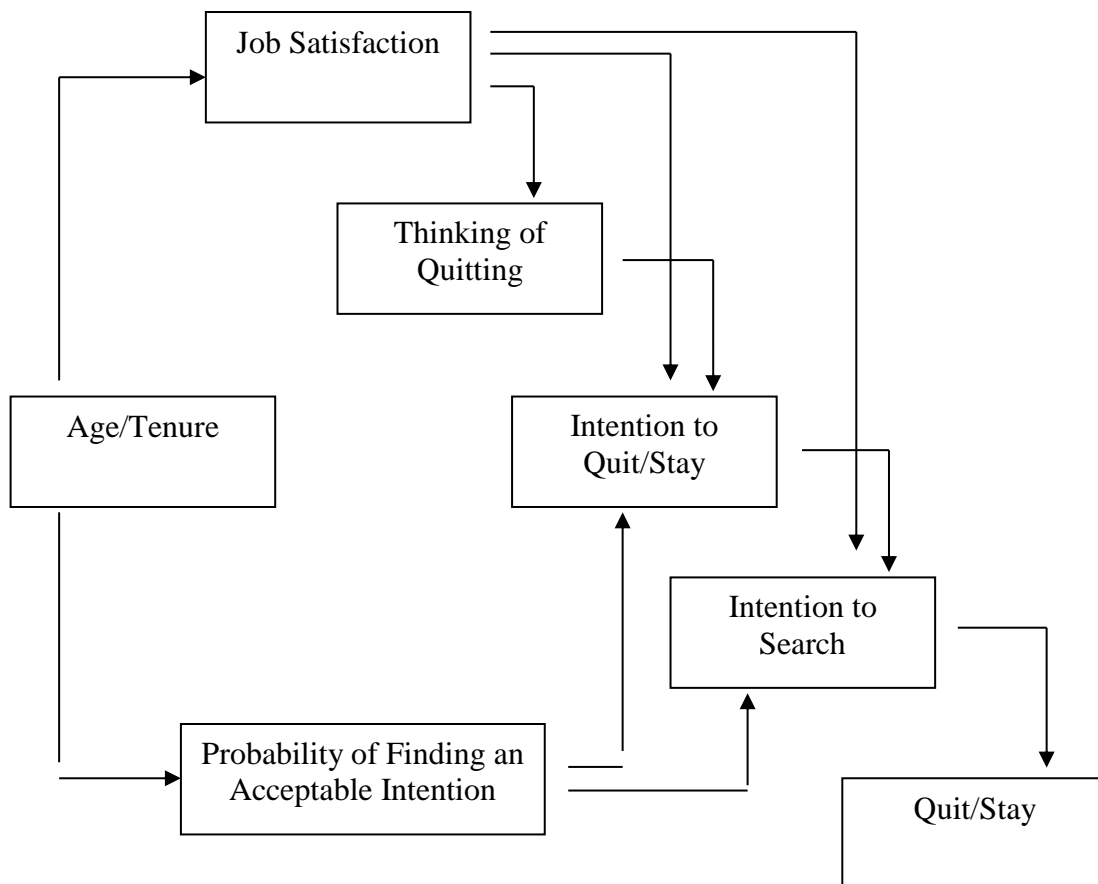 Job Satisfaction
Thinking of
Quitting
Age/Tenure
Intention to
Quit/Stay
Intention to
Search
Probability of Finding an
Acceptable Intention
Quit/Stay